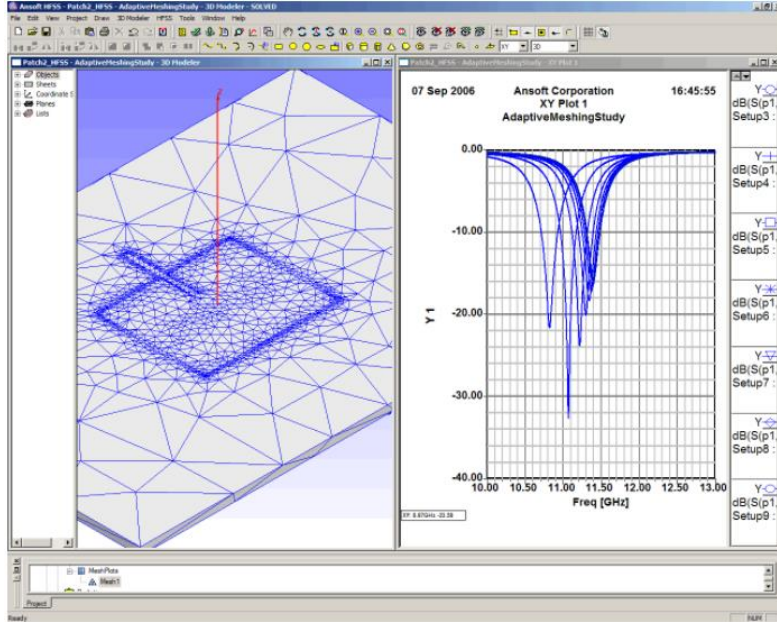 Ansoft HFSS - Patch2_HFSS - AdaptiveMeshingStudy - 3D Modeler - SOLVED
File Edit View Project Draw 3D Modeler HFSS Tools Window Help
XY
3D
Patch2_HFSS - AdaptiveMeshingStudy - 3D Modeler
Objects
Sheets
Coordinate S
Planes
Lists
Z
Patch2_HFSS - AdaptiveMeshingStudy - XY Plot 1
07 Sep 2006
Ansoft Corporation
16:45:55
XY Plot 1
AdaptiveMeshingStudy
0.00
-10.00
-20.00
-30.00
-40.00
Y 1
10.00 10.50 11.00 11.50 12.00 12.50 13.00
Freq [GHz]
Y
dB(S(p1,
Setup3 :
Y
dB(S(p1,
Setup4 :
Y
dB(S(p1,
Setup5 :
Y
dB(S(p1,
Setup6 :
Y
dB(S(p1,
Setup7 :
Y
dB(S(p1,
Setup8 :
Y
dB(S(p1,
Setup9 :
MeshPlots
Mesh1
Project
Ready
NUM